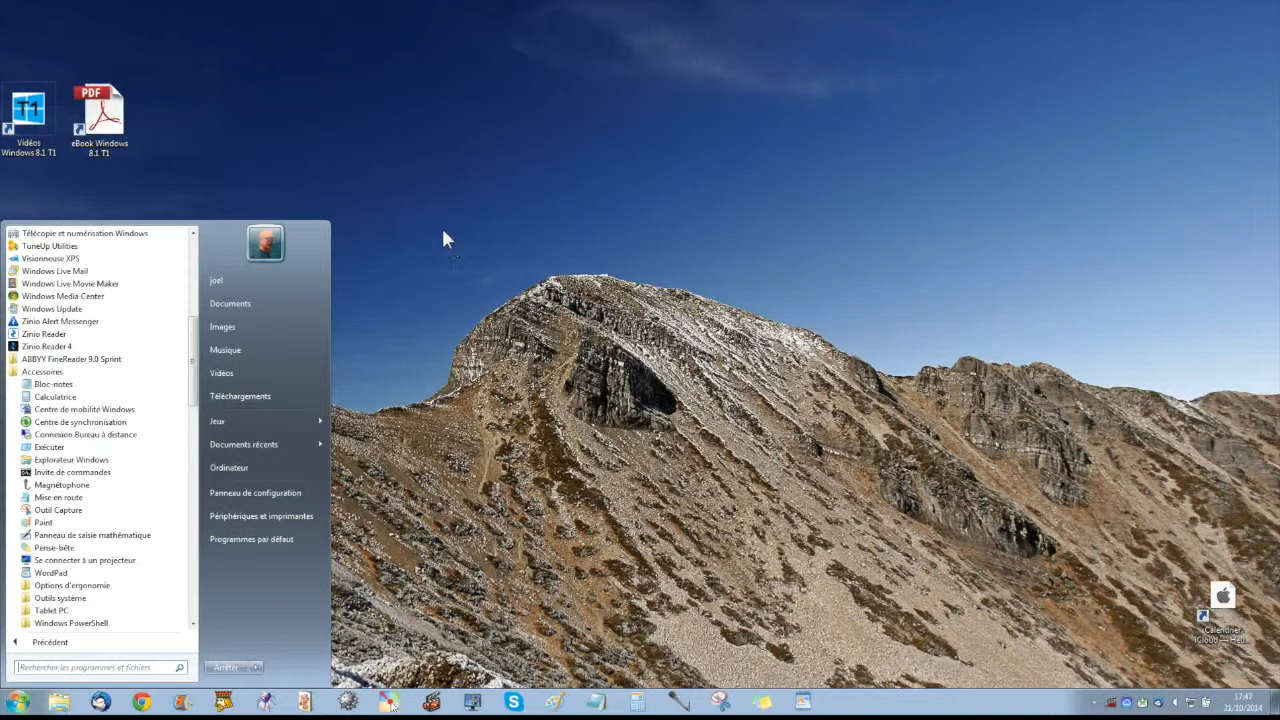 T1
PDF
Vidéos
Windows 8.1 T1
eBook Windows
8.1 T1
Télécopie et numérisation Windows
TuneUp Utilities
Visionneuse XPS
Windows Live Mail
Windows Live Movie Maker
Windows Media Center
Windows Update
Zinio Alert Messenger
Zinio Reader
Zinio Reader 4
ABBYY FineReader 9.0 Sprint
Accessoires
Bloc-notes
Calculatrice
Centre de mobilité Windows
Centre de synchronisation
Connexion Bureau à distance
Exécuter
Explorateur Windows
Invite de commandes
Magnétophone
Mise en route
Outil Capture
Paint
Panneau de saisie mathématique
Pense-bête
Se connecter à un projecteur
WordPad
Options d'ergonomie
Outils système
Tablet PC
Windows PowerShell
Précédent
Rechercher les programmes et fichiers
joel
Documents
Images
Musique
Vidéos
Téléchargements
Jeux
Documents récents
Ordinateur
Panneau de configuration
Périphériques et imprimantes
Programmes par défaut
Arrêter
Calendrier
iCloud — Heu...
17:47
21/10/2014